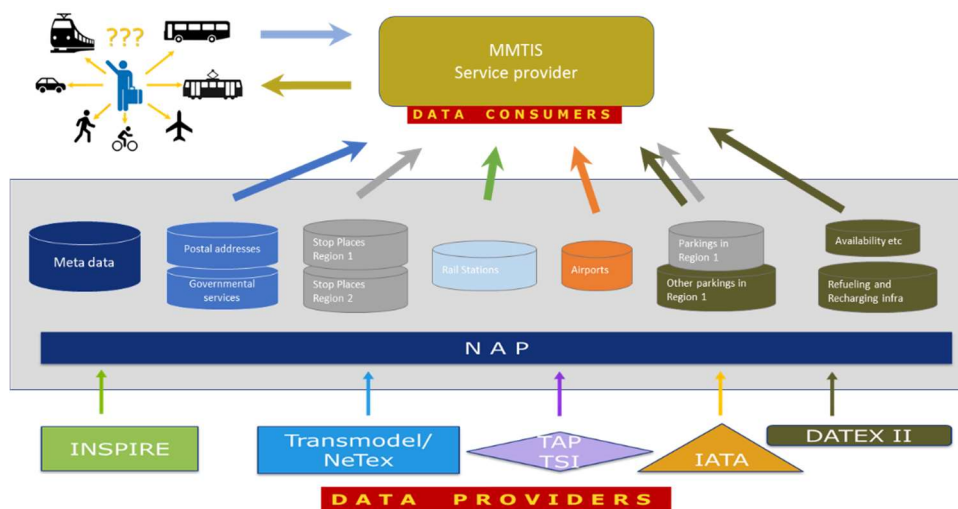 ???
MMTIS
Service provider
DATA CONSUMERS
Meta data
Postal addresses
Governmental
services
Stop Places
Region 1
Stop Places
Region 2
Rail Stations
Airports
Parkings in
Region 1
Other parkings in
Region 1
Availability etc
Refueling and
Recharging infra
NAP
INSPIRE
Transmodel/
NeTex
TAP
TSI
IATA
DATEX II
DATA PROVIDERS